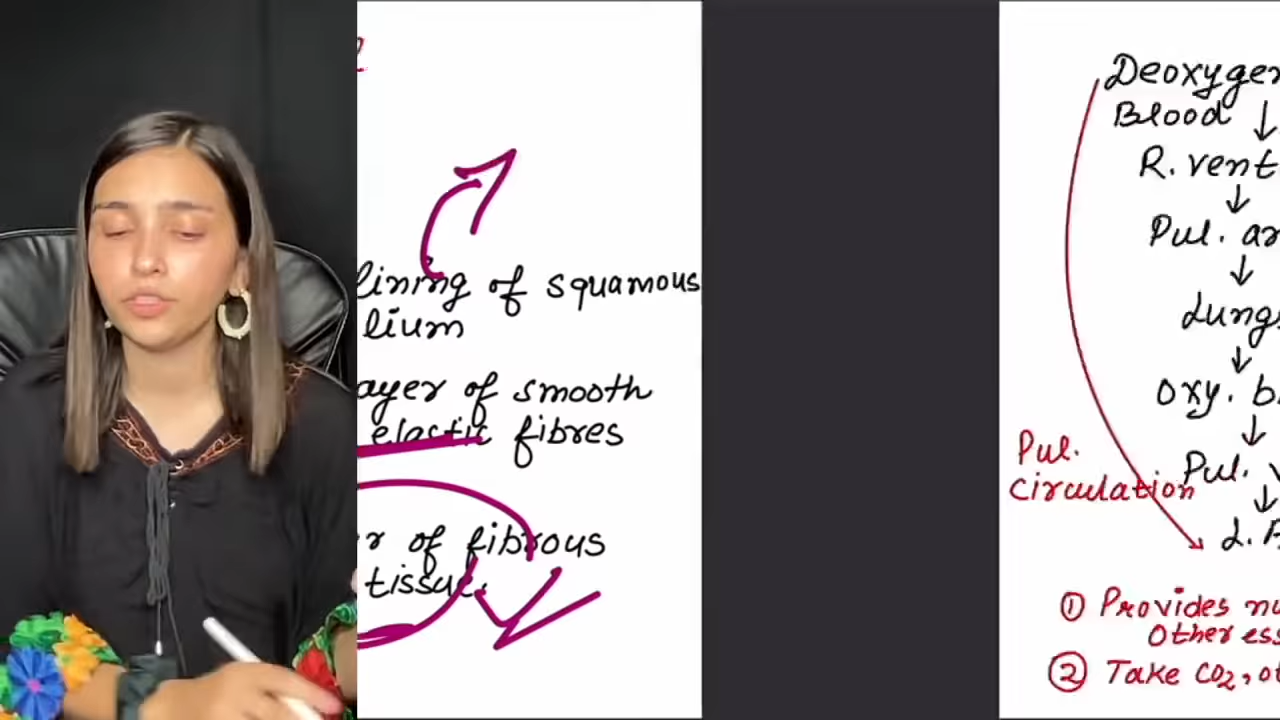 lining of squamous
lium
ayer of smooth
elastic fibres
r of fibrous
tissue.
Deoxygen
Blood ↓
R. vent
↓
Pul. ar
↓
Lungs
↓
Oxy. b
↓
Pul. v
↓
L. A
Pul.
circulation
① Provides nu
Other ess
② Take CO₂, ot